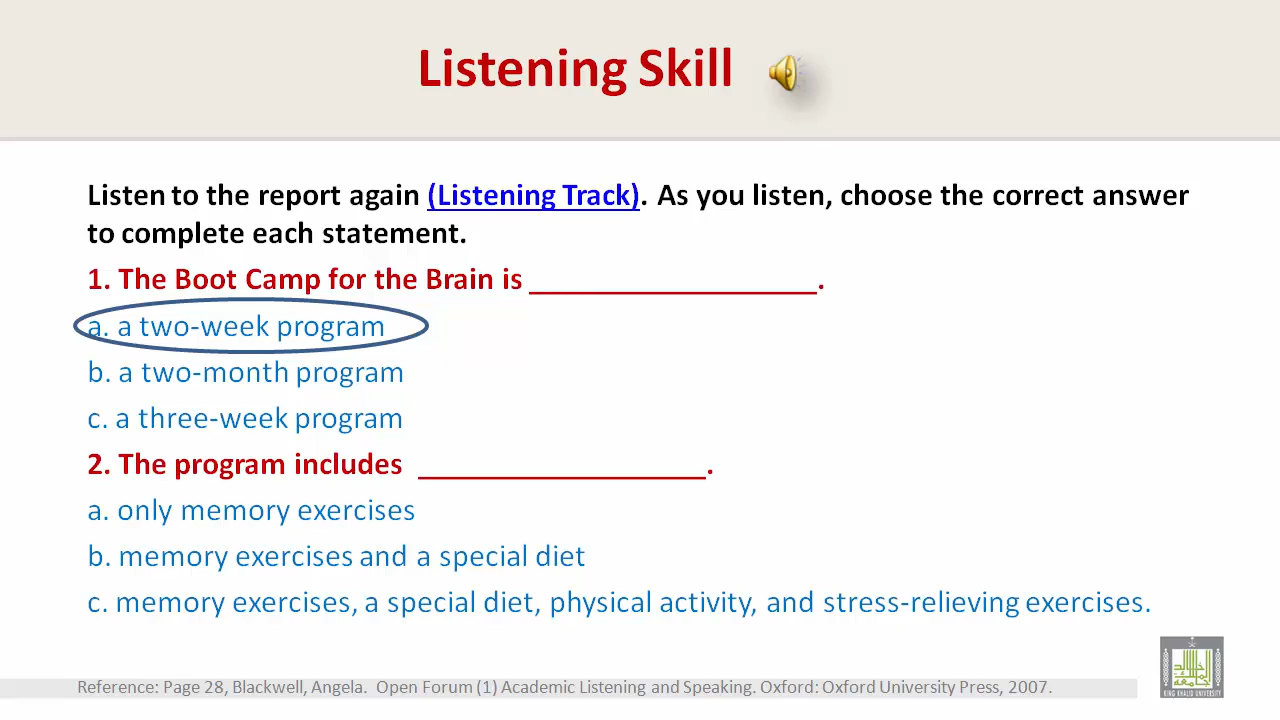 Listening Skill
Listen to the report again (Listening Track). As you listen, choose the correct answer
to complete each statement.
1. The Boot Camp for the Brain is ___________________.
a. a two-week program
b. a two-month program
c. a three-week program
2. The program includes ___________________.
a. only memory exercises
b. memory exercises and a special diet
c. memory exercises, a special diet, physical activity, and stress-relieving exercises.
KING KHALID UNIVERSITY
Reference: Page 28, Blackwell, Angela. Open Forum (1) Academic Listening and Speaking. Oxford: Oxford University Press, 2007.